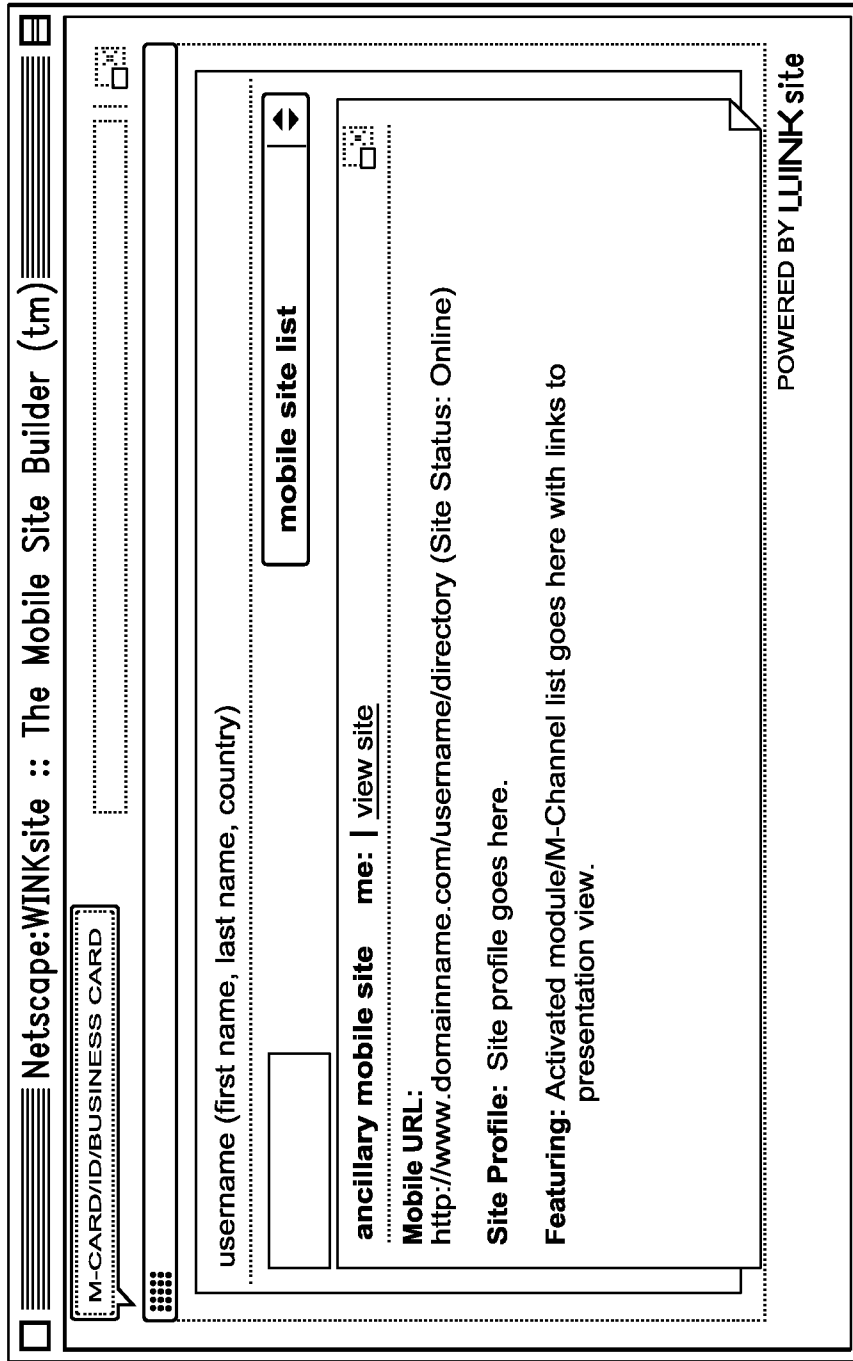 Netscape:WINKsite :: The Mobile Site Builder (tm)
M-CARD/ID/BUSINESS CARD
username (first name, last name, country)
mobile site list
ancillary mobile site me: | view site
Mobile URL:
http://www.domainname.com/username/directory (Site Status: Online)
Site Profile: Site profile goes here.
Featuring: Activated module/M-Channel list goes here with links to
presentation view.
POWERED BY WINKsite